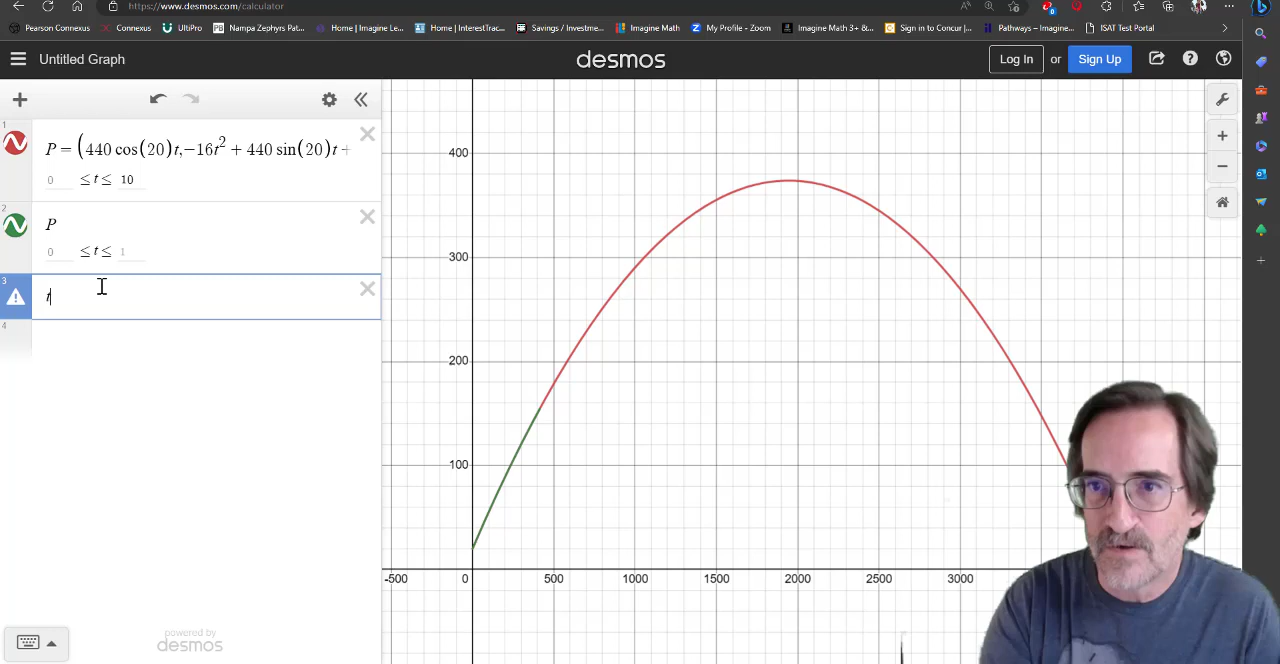 https://www.desmos.com/calculator
Pearson Connexus
Connexus
UltiPro
Nampa Zephyrs Pat...
Home | Imagine Le...
Home | InterestTrac...
Savings / Investme...
Imagine Math
My Profile - Zoom
Imagine Math 3+ &...
Sign in to Concur |...
Pathways – Imagine...
ISAT Test Portal
Untitled Graph
desmos
Log In
or
Sign Up
1
P = (440 cos(20)t,−16t² + 440 sin(20)t +
0 ≤ t ≤ 10
2
P
0 ≤ t ≤ 1
3
t
4
powered by
desmos
400
300
200
100
-500
0
500
1000
1500
2000
2500
3000